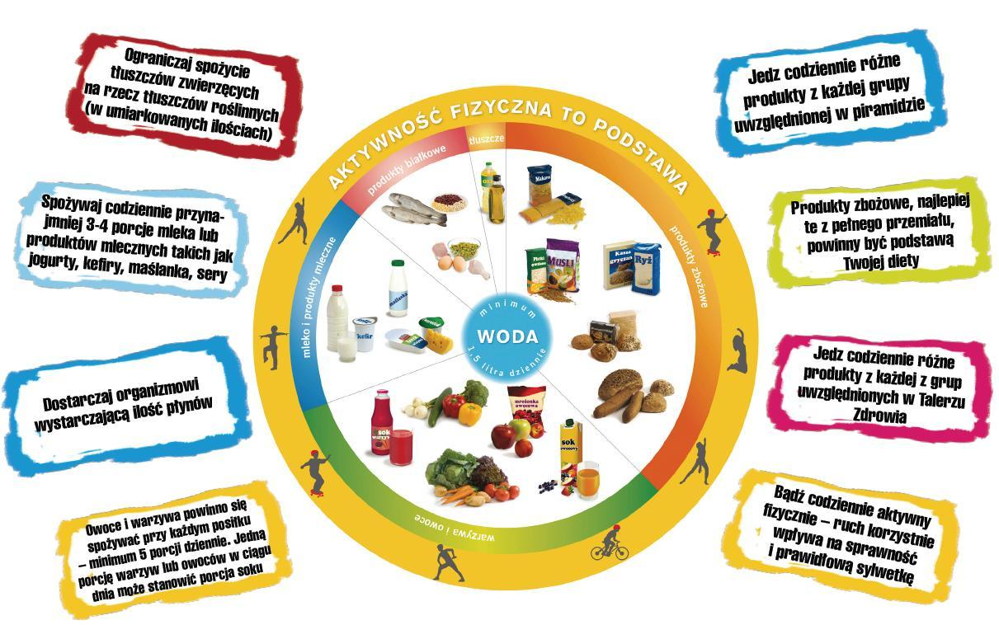 Ograniczaj spożycie
tłuszczów zwierzęcych
na rzecz tłuszczów roślinnych
(w umiarkowanych ilościach)
Spożywaj codziennie przyna-
jmniej 3-4 porcje mleka lub
produktów mlecznych takich jak
jogurty, kefiry, maślanka, sery
Dostarczaj organizmowi
wystarczającą ilość płynów
Owoce i warzywa powinno się
spożywać przy każdym posiłku
– minimum 5 porcji dziennie. Jedną
porcję warzyw lub owoców w ciągu
dnia może stanowić porcja soku
AKTYWNOŚĆ FIZYCZNA TO PODSTAWA
produkty białkowe
tłuszcze
produkty zbożowe
mleko i produkty mleczne
warzywa i owoce
minimum
WODA
1,5 litra dziennie
Makaron
MUSLI
Kasza
gryczana
Ryż
maślanka
kefir
mrożonka
owocowa
sok
warzywny
sok
owocowy
Jedz codziennie różne
produkty z każdej grupy
uwzględnionej w piramidzie
Produkty zbożowe, najlepiej
te z pełnego przemiału,
powinny być podstawą
Twojej diety
Jedz codziennie różne
produkty z każdej z grup
uwzględnionych w Talerzu
Zdrowia
Bądź codziennie aktywny
fizycznie – ruch korzystnie
wpływa na sprawność
i prawidłową sylwetkę